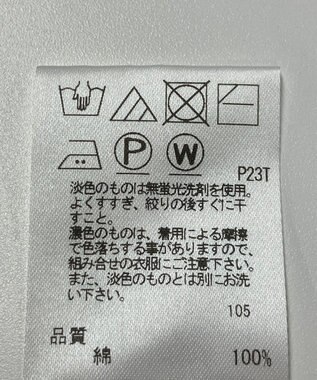 P W
P23T
淡色のものは無蛍光洗剤を使用。
よくすすぎ、絞りの後すぐに干
すこと。
濃色のものは、着用による摩擦
で色落ちする事がありますので、
組み合せの衣服にご注意下さい。
また、淡色のものとは別にお洗
い下さい。
105
品質
綿 100%